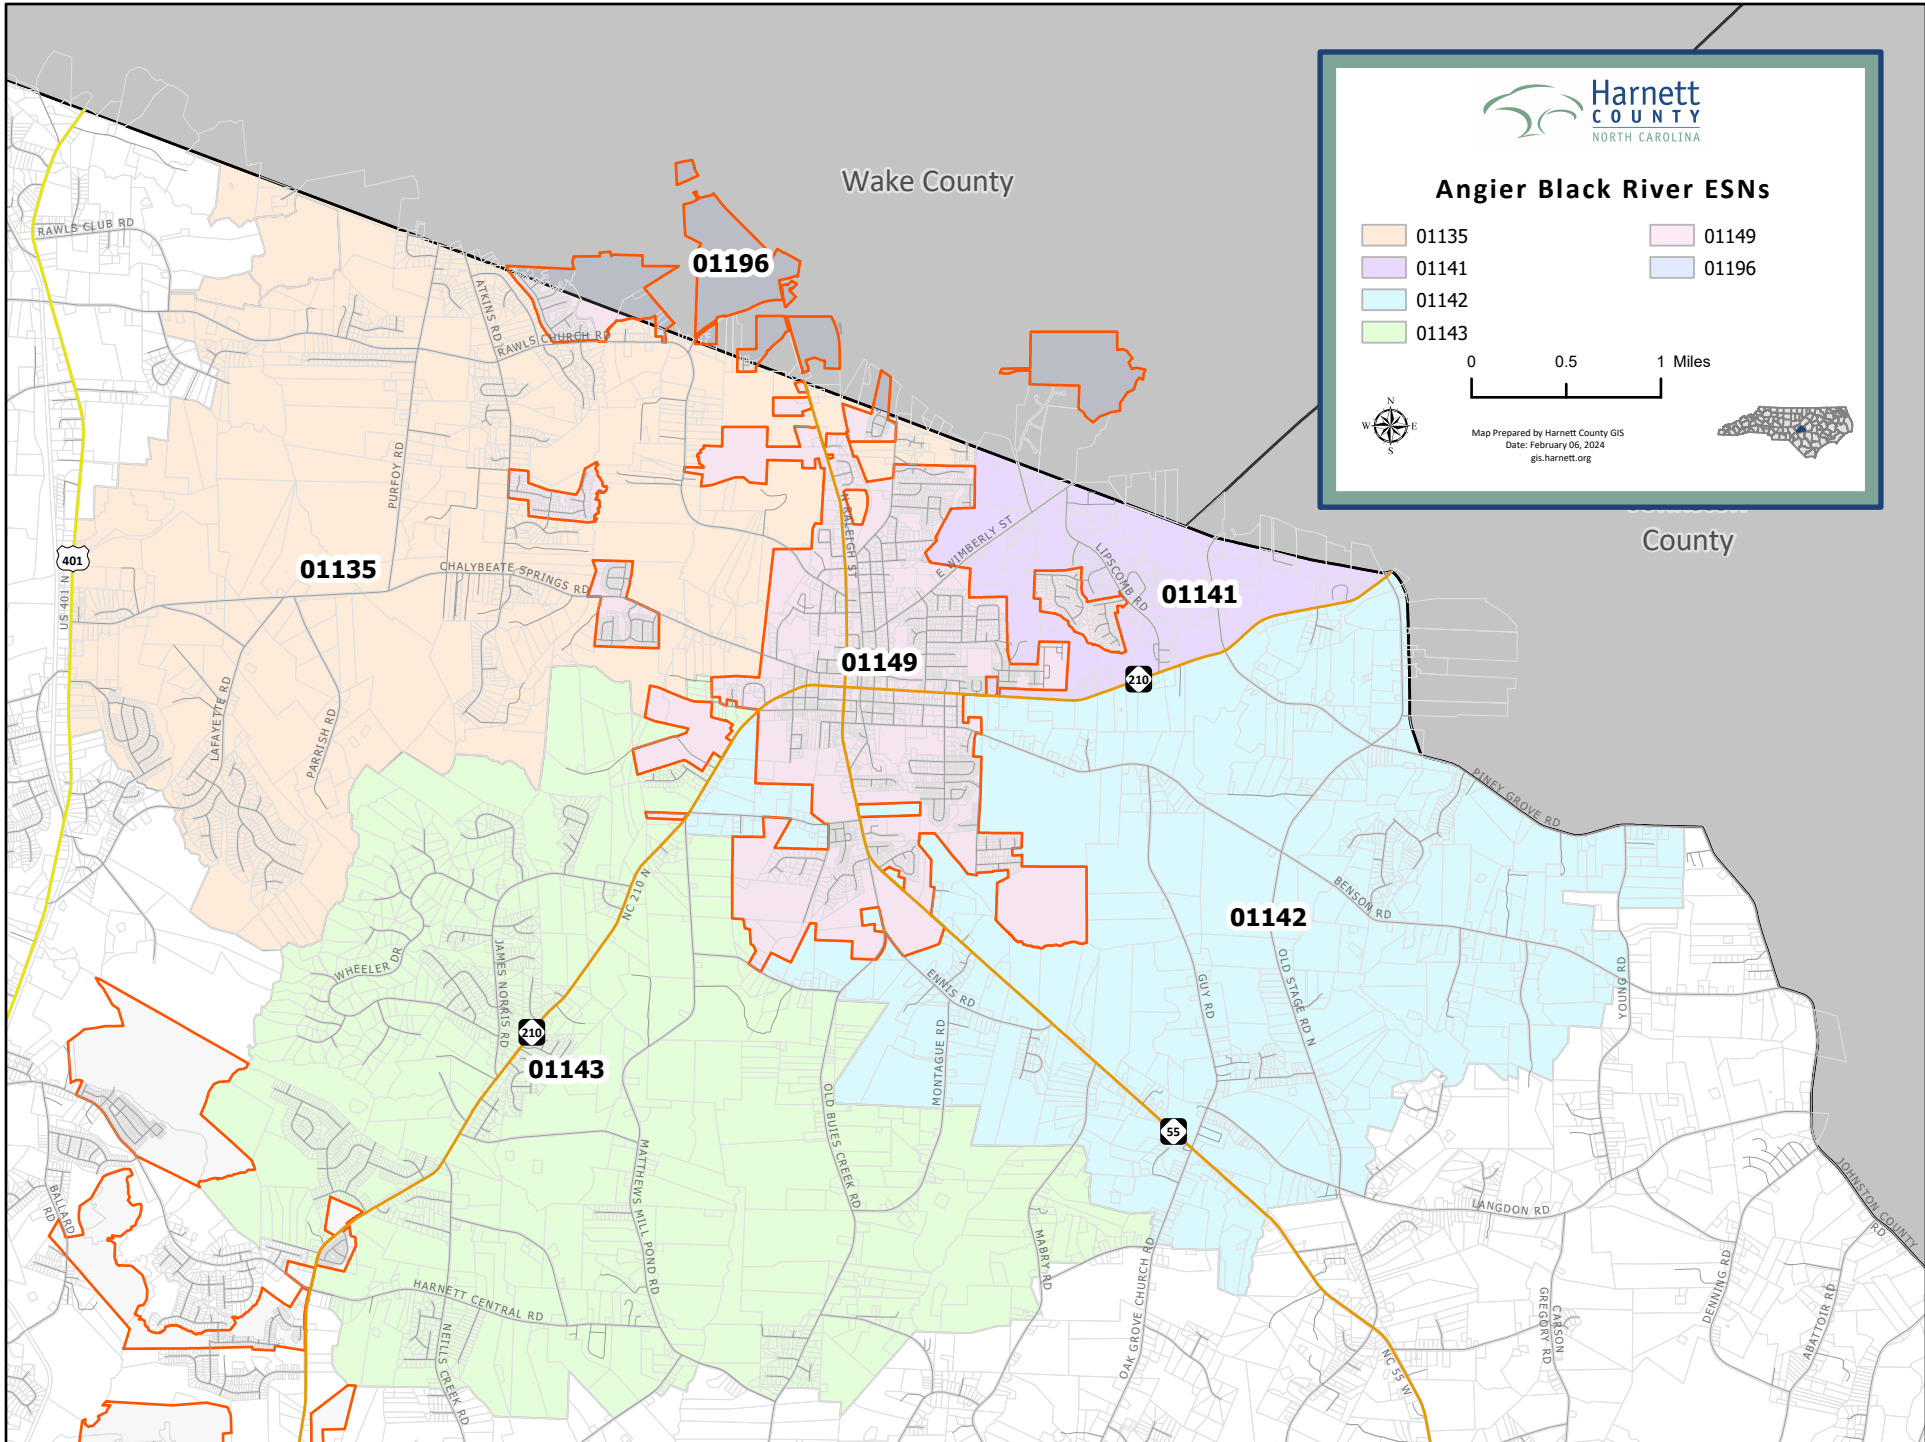 Harnett
COUNTY
NORTH CAROLINA
Angier Black River ESNs
01135
01141
01142
01143
01149
01196
0 0.5 1 Miles
N
W E
S
Map Prepared by Harnett County GIS
Date: February 06, 2024
gis.harnett.org
Wake County
County
01196
01135
01141
01149
01142
01143
RAWLS CLUB RD
ATKINS RD
RAWLS CHURCH RD
PURFOY RD
N RALEIGH ST
E WIMBERLY ST
LIPSCOMB RD
401
US 401 N
CHALYBEATE SPRINGS RD
LAFAYETTE RD
PARRISH RD
210
PINEY GROVE RD
NC 210 N
BENSON RD
WHEELER DR
JAMES NORRIS RD
ENNIS RD
GUY RD
OLD STAGE RD N
YOUNG RD
210
MONTAGUE RD
OLD BUIES CREEK RD
MATTHEWS MILL POND RD
55
BALLARD
RD
MABRY RD
OAK GROVE CHURCH RD
LANGDON RD
JOHNSTON COUNTY
RD
HARNETT CENTRAL RD
NEILLS CREEK RD
NC 55 W
CARSON
GREGORY RD
DENNING RD
ABATTOIR RD